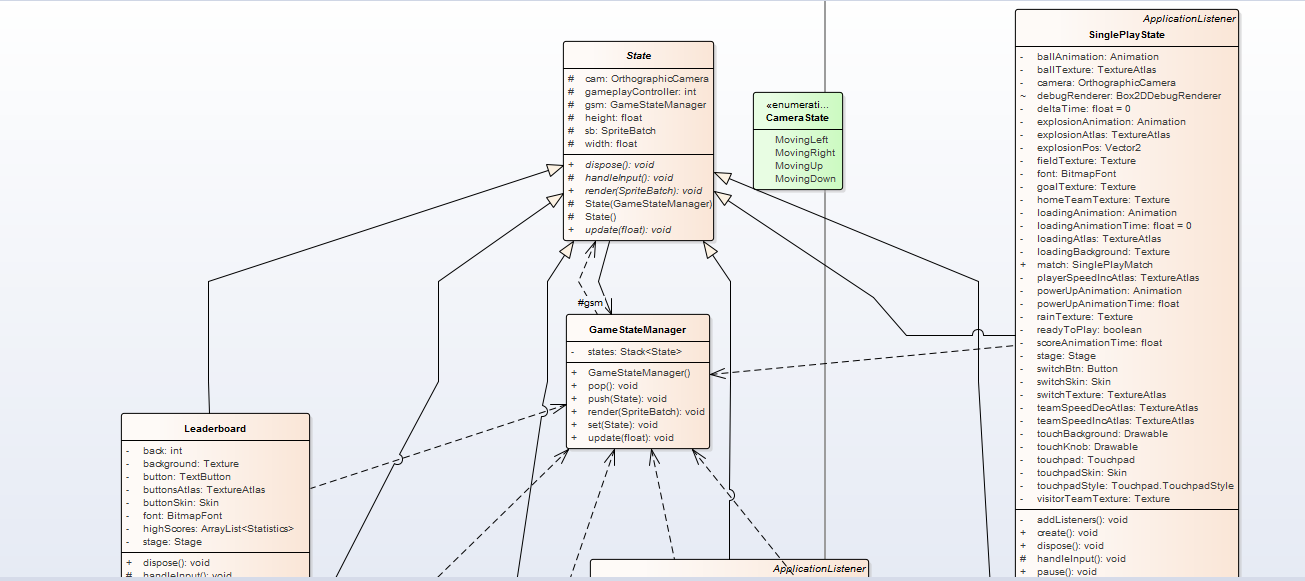 State
# cam: OrthographicCamera
# gameplayController: int
# gsm: GameStateManager
# height: float
# sb: SpriteBatch
# width: float
+ dispose(): void
# handleInput(): void
+ render(SpriteBatch): void
# State(GameStateManager)
# State()
+ update(float): void
«enumerati...
CameraState
MovingLeft
MovingRight
MovingUp
MovingDown
ApplicationListener
SinglePlayState
- ballAnimation: Animation
- ballTexture: TextureAtlas
- camera: OrthographicCamera
~ debugRenderer: Box2DDebugRenderer
- deltaTime: float = 0
- explosionAnimation: Animation
- explosionAtlas: TextureAtlas
- explosionPos: Vector2
- fieldTexture: Texture
- font: BitmapFont
- goalTexture: Texture
- homeTeamTexture: Texture
- loadingAnimation: Animation
- loadingAnimationTime: float = 0
- loadingAtlas: TextureAtlas
- loadingBackground: Texture
+ match: SinglePlayMatch
- playerSpeedIncAtlas: TextureAtlas
- powerUpAnimation: Animation
- powerUpAnimationTime: float
- rainTexture: Texture
- readyToPlay: boolean
- scoreAnimationTime: float
- stage: Stage
- switchBtn: Button
- switchSkin: Skin
- switchTexture: TextureAtlas
- teamSpeedDecAtlas: TextureAtlas
- teamSpeedIncAtlas: TextureAtlas
- touchBackground: Drawable
- touchKnob: Drawable
- touchpad: Touchpad
- touchpadSkin: Skin
- touchpadStyle: Touchpad.TouchpadStyle
- visitorTeamTexture: Texture
- addListeners(): void
+ create(): void
+ dispose(): void
# handleInput(): void
+ pause(): void
#gsm
GameStateManager
- states: Stack<State>
+ GameStateManager()
+ pop(): void
+ push(State): void
+ render(SpriteBatch): void
+ set(State): void
+ update(float): void
Leaderboard
- back: int
- background: Texture
- button: TextButton
- buttonsAtlas: TextureAtlas
- buttonSkin: Skin
- font: BitmapFont
- highScores: ArrayList<Statistics>
- stage: Stage
+ dispose(): void
# handleInput(): void
ApplicationListener